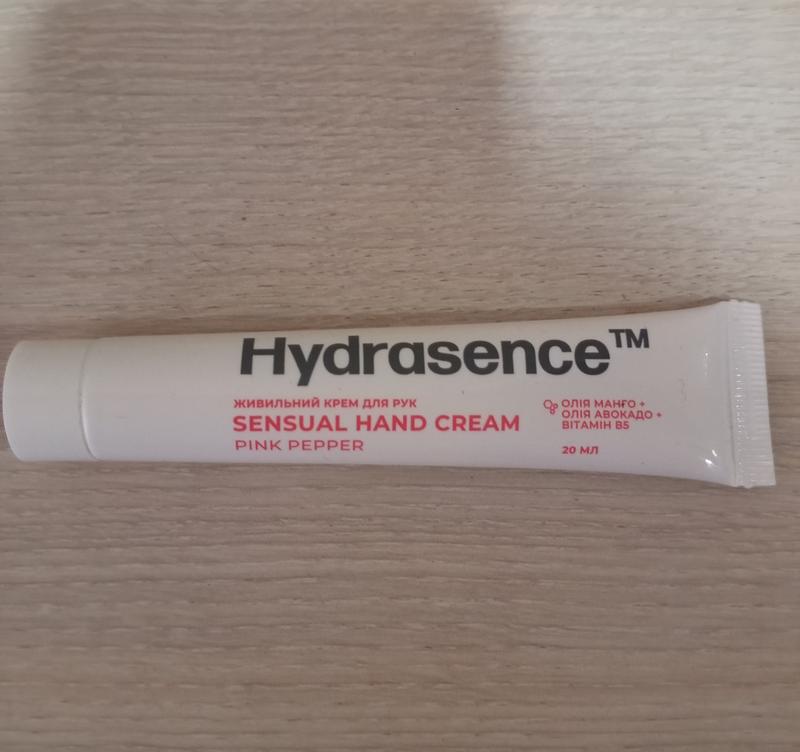 Hydrasence™
ЖИВИЛЬНИЙ КРЕМ ДЛЯ РУК
SENSUAL HAND CREAM
PINK PEPPER
ОЛІЯ МАНГО +
ОЛІЯ АВОКАДО +
ВІТАМІН B5
20 МЛ